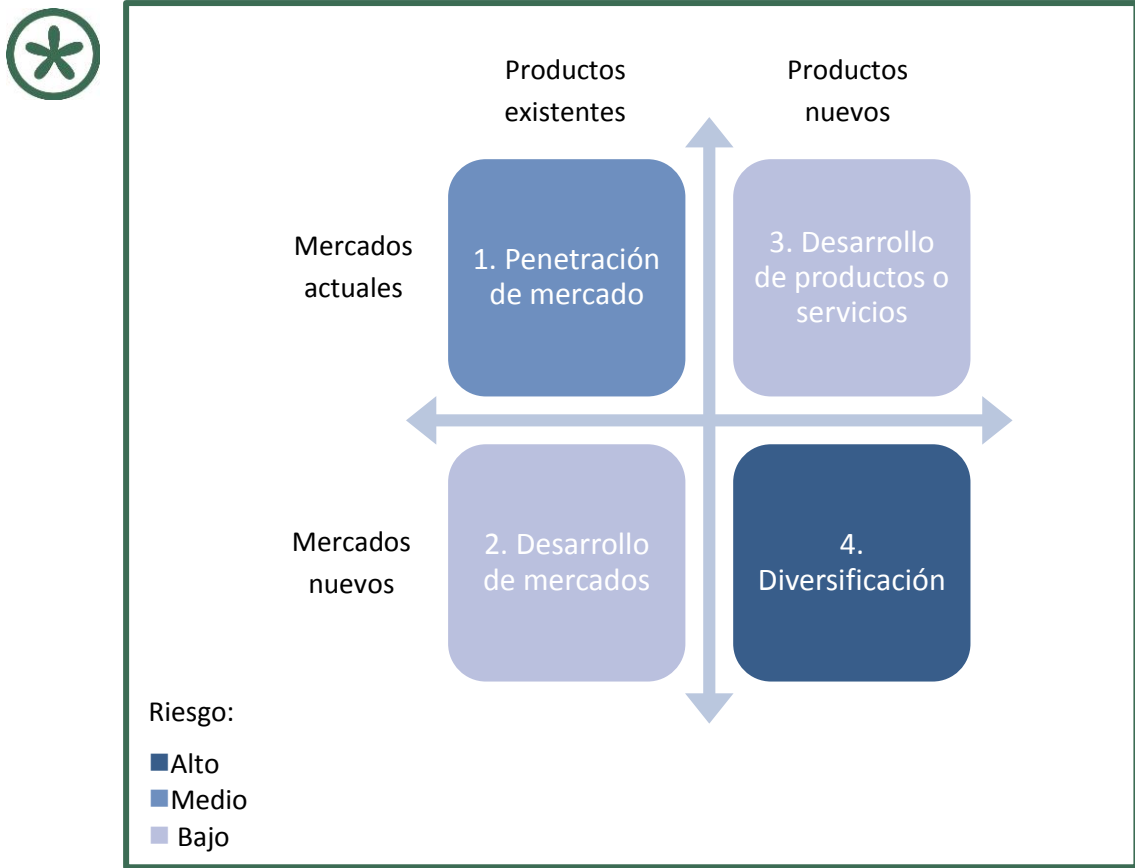 Productos
existentes
Productos
nuevos
Mercados
actuales
1. Penetración
de mercado
3. Desarrollo
de productos o
servicios
Mercados
nuevos
2. Desarrollo
de mercados
4.
Diversificación
Riesgo:
Alto
Medio
Bajo